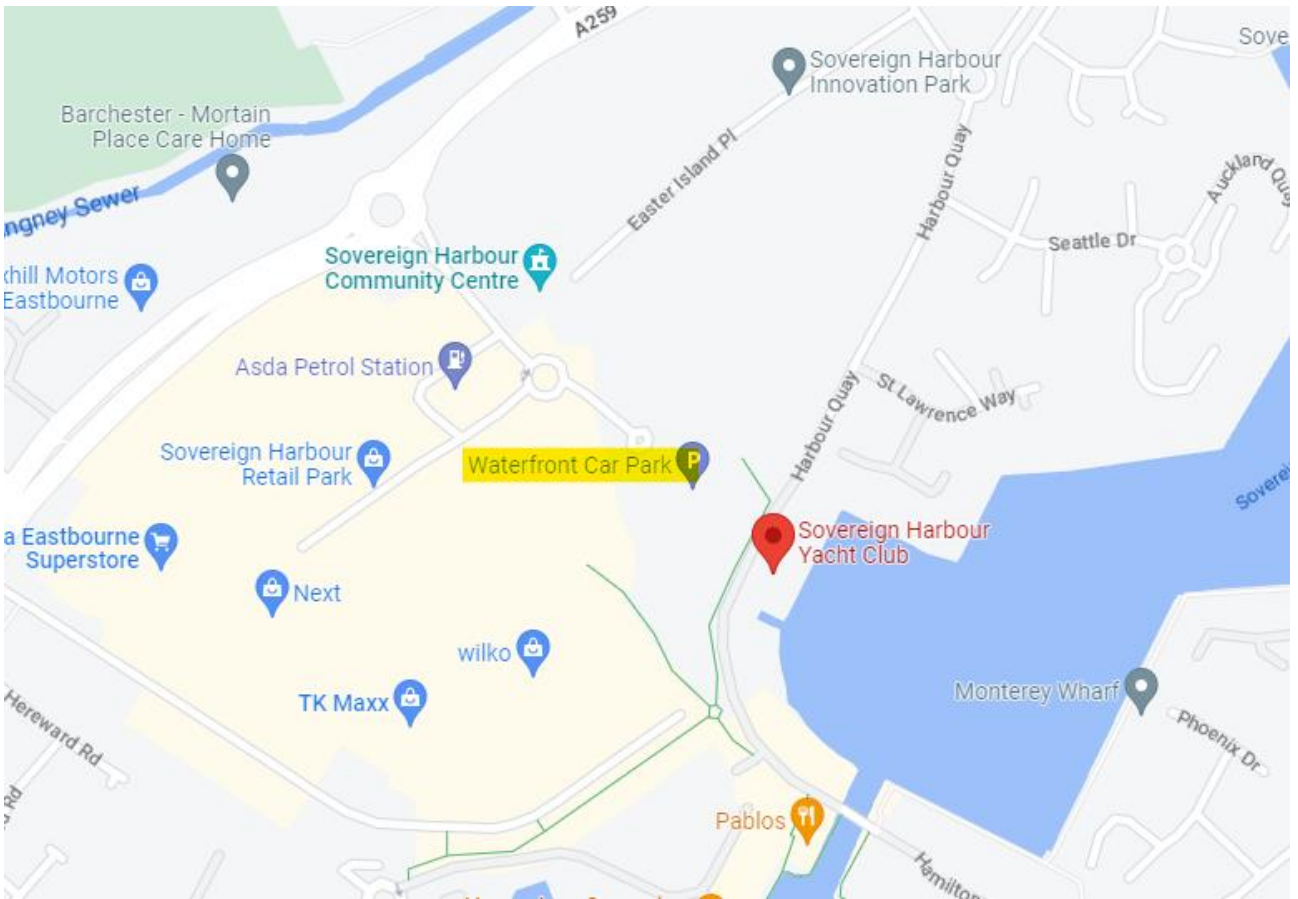 A259
Sove
Sovereign Harbour
Innovation Park
Barchester - Mortain
Place Care Home
Easter Island Pl
Harbour Quay
Auckland Quay
ngney Sewer
Seattle Dr
Sovereign Harbour
Community Centre
xhill Motors
Eastbourne
Asda Petrol Station
St Lawrence Way
Harbour Quay
Sovereign Harbour
Retail Park
Waterfront Car Park
P
Soverei
a Eastbourne
Superstore
Sovereign Harbour
Yacht Club
Next
wilko
TK Maxx
Monterey Wharf
Hereward Rd
Phoenix Dr
Rd
Pablos
Hamilton